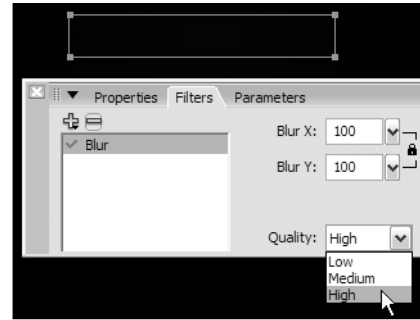 Properties Filters Parameters
Blur
Blur X: 100
Blur Y: 100
Quality: High
Low
Medium
High